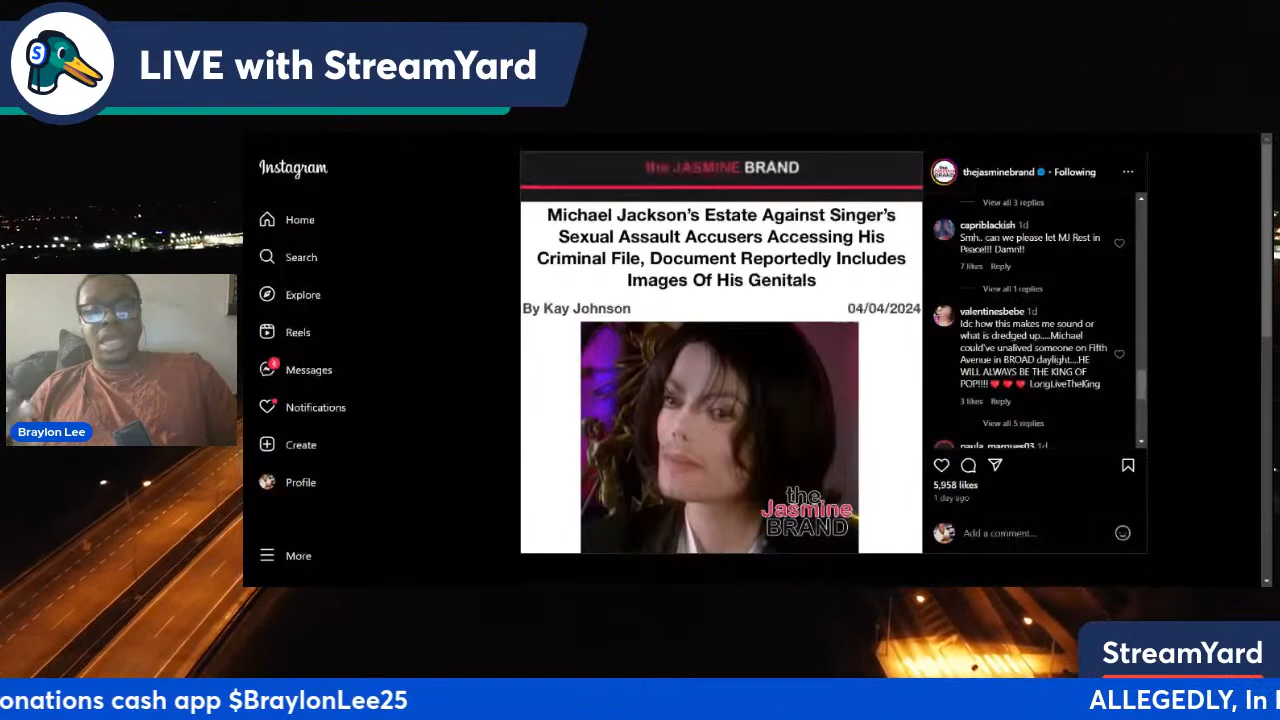 S
LIVE with StreamYard
Instagram
Home
Search
Explore
Reels
Messages
Notifications
Create
Profile
More
Braylon Lee
the JASMINE BRAND
Michael Jackson's Estate Against Singer's
Sexual Assault Accusers Accessing His
Criminal File, Document Reportedly Includes
Images Of His Genitals
By Kay Johnson
04/04/2024
the
Jasmine
BRAND
thejasminebrand • Following
View all 3 replies
capriblackish 1d
Smh.. can we please let MJ Rest in
Peace!!! Damn!!
7 likes Reply
View all 1 replies
valentinesbebe 1d
Idc how this makes me sound or
what is dredged up.....Michael
could've unalived someone on Fifth
Avenue in BROAD daylight....HE
WILL ALWAYS BE THE KING OF
POP!!!!❤️❤️❤️ LongLiveTheKing
3 likes Reply
View all 5 replies
paula_marques03 1d
5,958 likes
1 day ago
Add a comment...
StreamYard
onations cash app $BraylonLee25
ALLEGEDLY, In